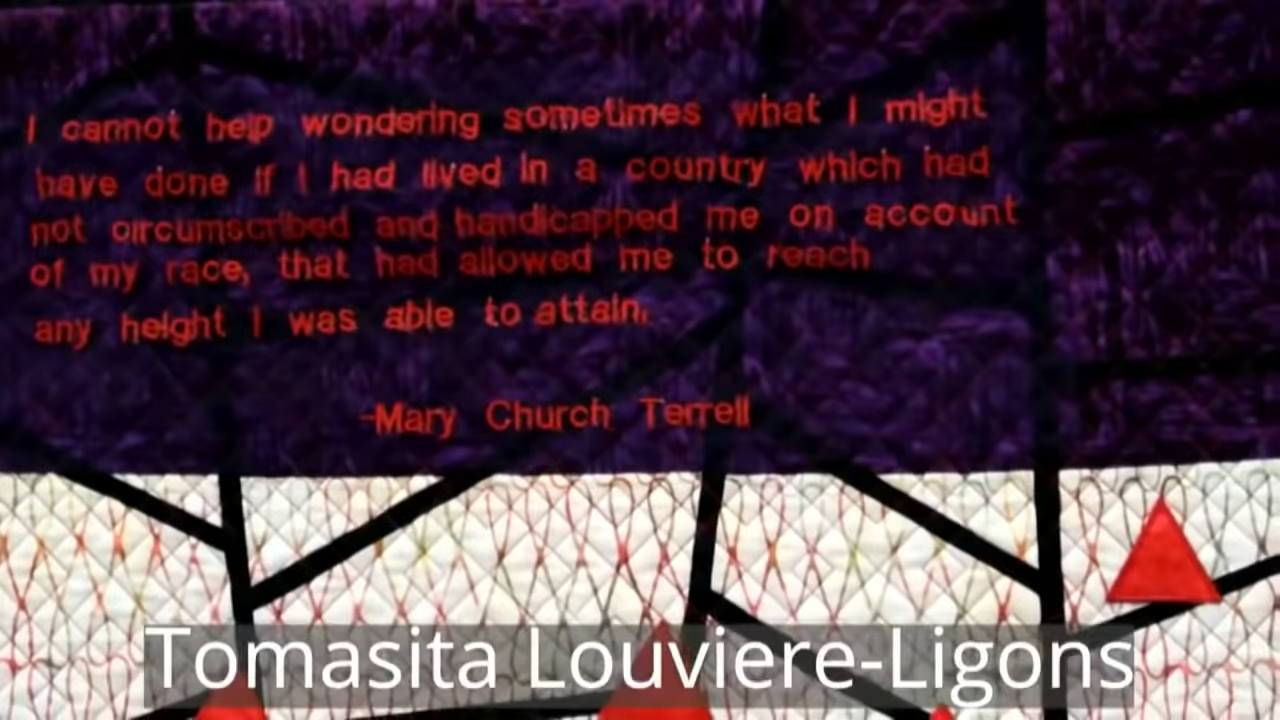 I cannot help wondering sometimes what I might
have done if I had lived in a country which had
not circumscribed and handicapped me on account
of my race, that had allowed me to reach
any height I was able to attain.
-Mary Church Terrell
Tomasita Louviere-Ligons